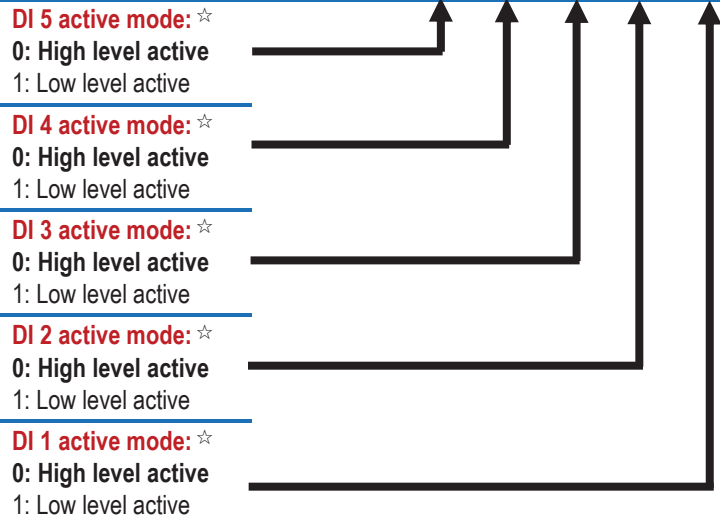 DI 5 active mode: ☆
0: High level active
1: Low level active
DI 4 active mode: ☆
0: High level active
1: Low level active
DI 3 active mode: ☆
0: High level active
1: Low level active
DI 2 active mode: ☆
0: High level active
1: Low level active
DI 1 active mode: ☆
0: High level active
1: Low level active